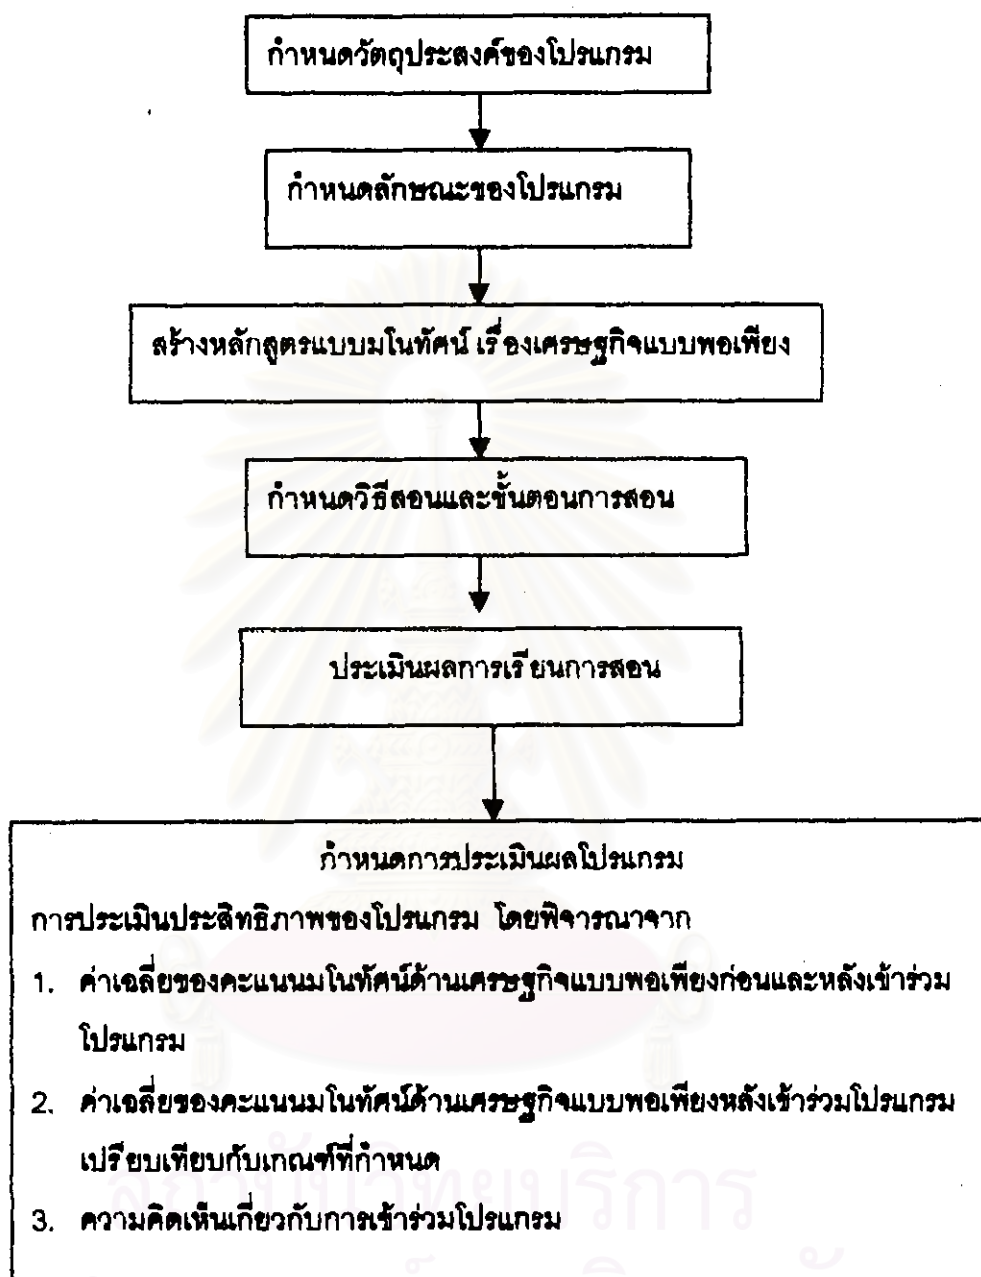 กำหนดวัตถุประสงค์ของโปรแกรม
กำหนดลักษณะของโปรแกรม
สร้างหลักสูตรแบบมโนทัศน์ เรื่องเศรษฐกิจแบบพอเพียง
กำหนดวิธีสอนและขั้นตอนการสอน
ประเมินผลการเรียนการสอน
กำหนดการประเมินผลโปรแกรม
การประเมินประสิทธิภาพของโปรแกรม โดยพิจารณาจาก
1. ค่าเฉลี่ยของคะแนนมโนทัศน์ด้านเศรษฐกิจแบบพอเพียงก่อนและหลังเข้าร่วม
โปรแกรม
2. ค่าเฉลี่ยของคะแนนมโนทัศน์ด้านเศรษฐกิจแบบพอเพียงหลังเข้าร่วมโปรแกรม
เปรียบเทียบกับเกณฑ์ที่กำหนด
สถาบันวิทยบริการ
3. ความคิดเห็นเกี่ยวกับการเข้าร่วมโปรแกรม